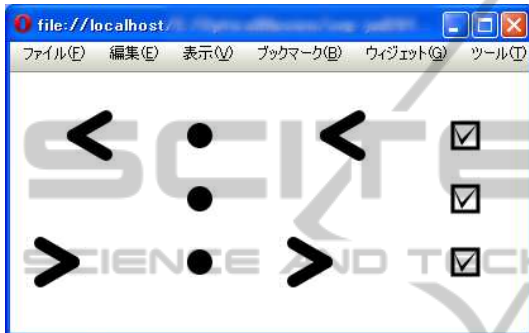 file://localhost/
ファイル(F) 編集(E) 表示(V) ブックマーク(B) ウィジェット(G) ツール(T)
< • < ☑
• ☑
> • > ☑
SCITE
SCIENCE AND TECH